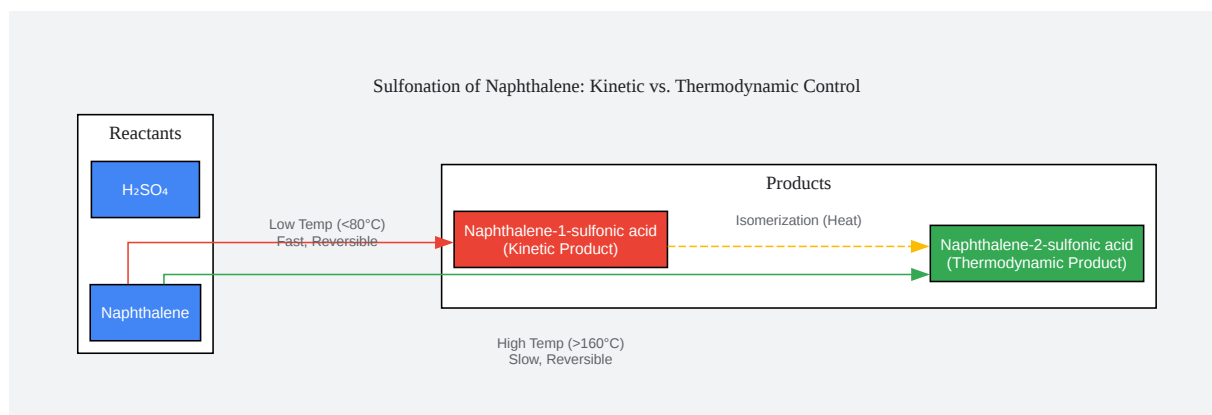 Sulfonation of Naphthalene: Kinetic vs. Thermodynamic Control
Reactants
H₂SO₄
Naphthalene
Low Temp (<80°C)
Fast, Reversible
Products
Naphthalene-1-sulfonic acid
(Kinetic Product)
Isomerization (Heat)
Naphthalene-2-sulfonic acid
(Thermodynamic Product)
High Temp (>160°C)
Slow, Reversible